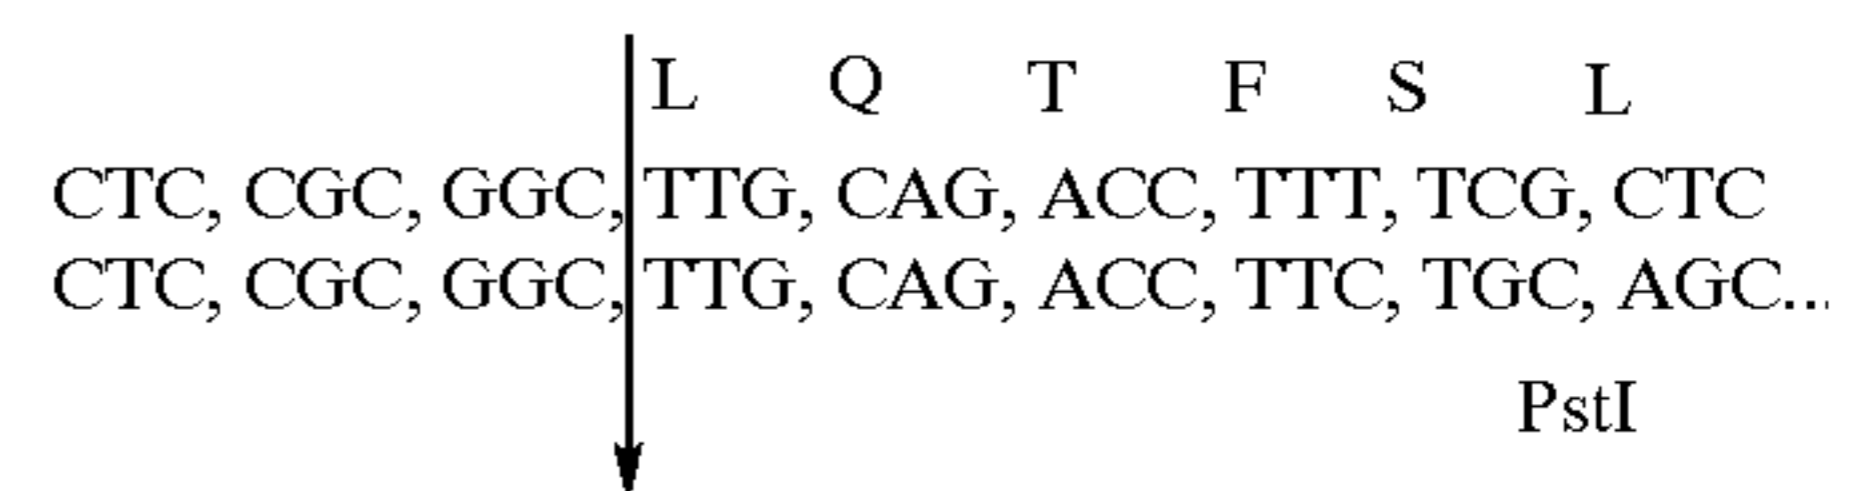 L Q T F S L
CTC, CGC, GGC, TTG, CAG, ACC, TTT, TCG, CTC
CTC, CGC, GGC, TTG, CAG, ACC, TTC, TGC, AGC...
PstI